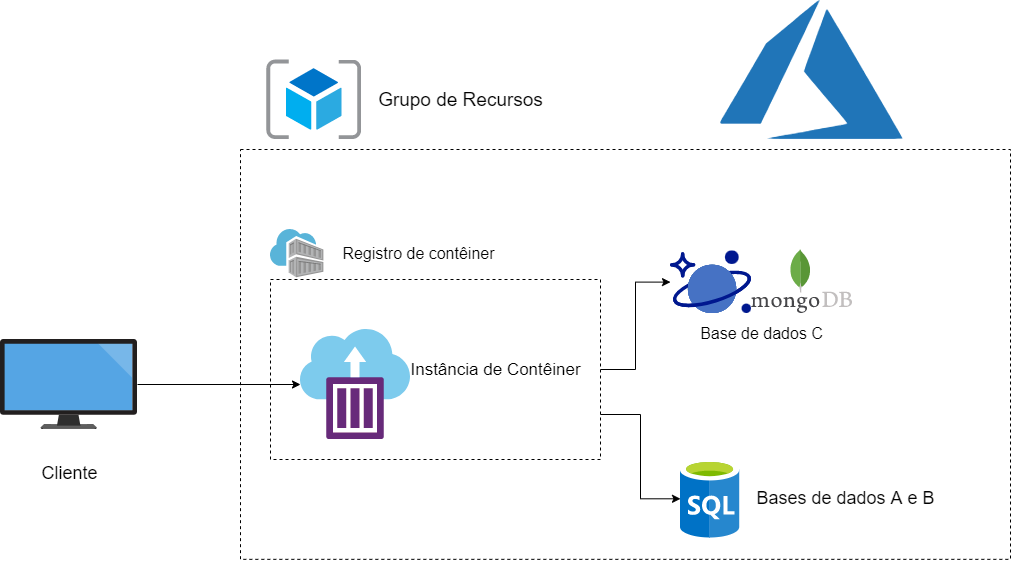 Grupo de Recursos
Registro de contêiner
mongoDB
Base de dados C
Instância de Contêiner
Cliente
SQL
Bases de dados A e B